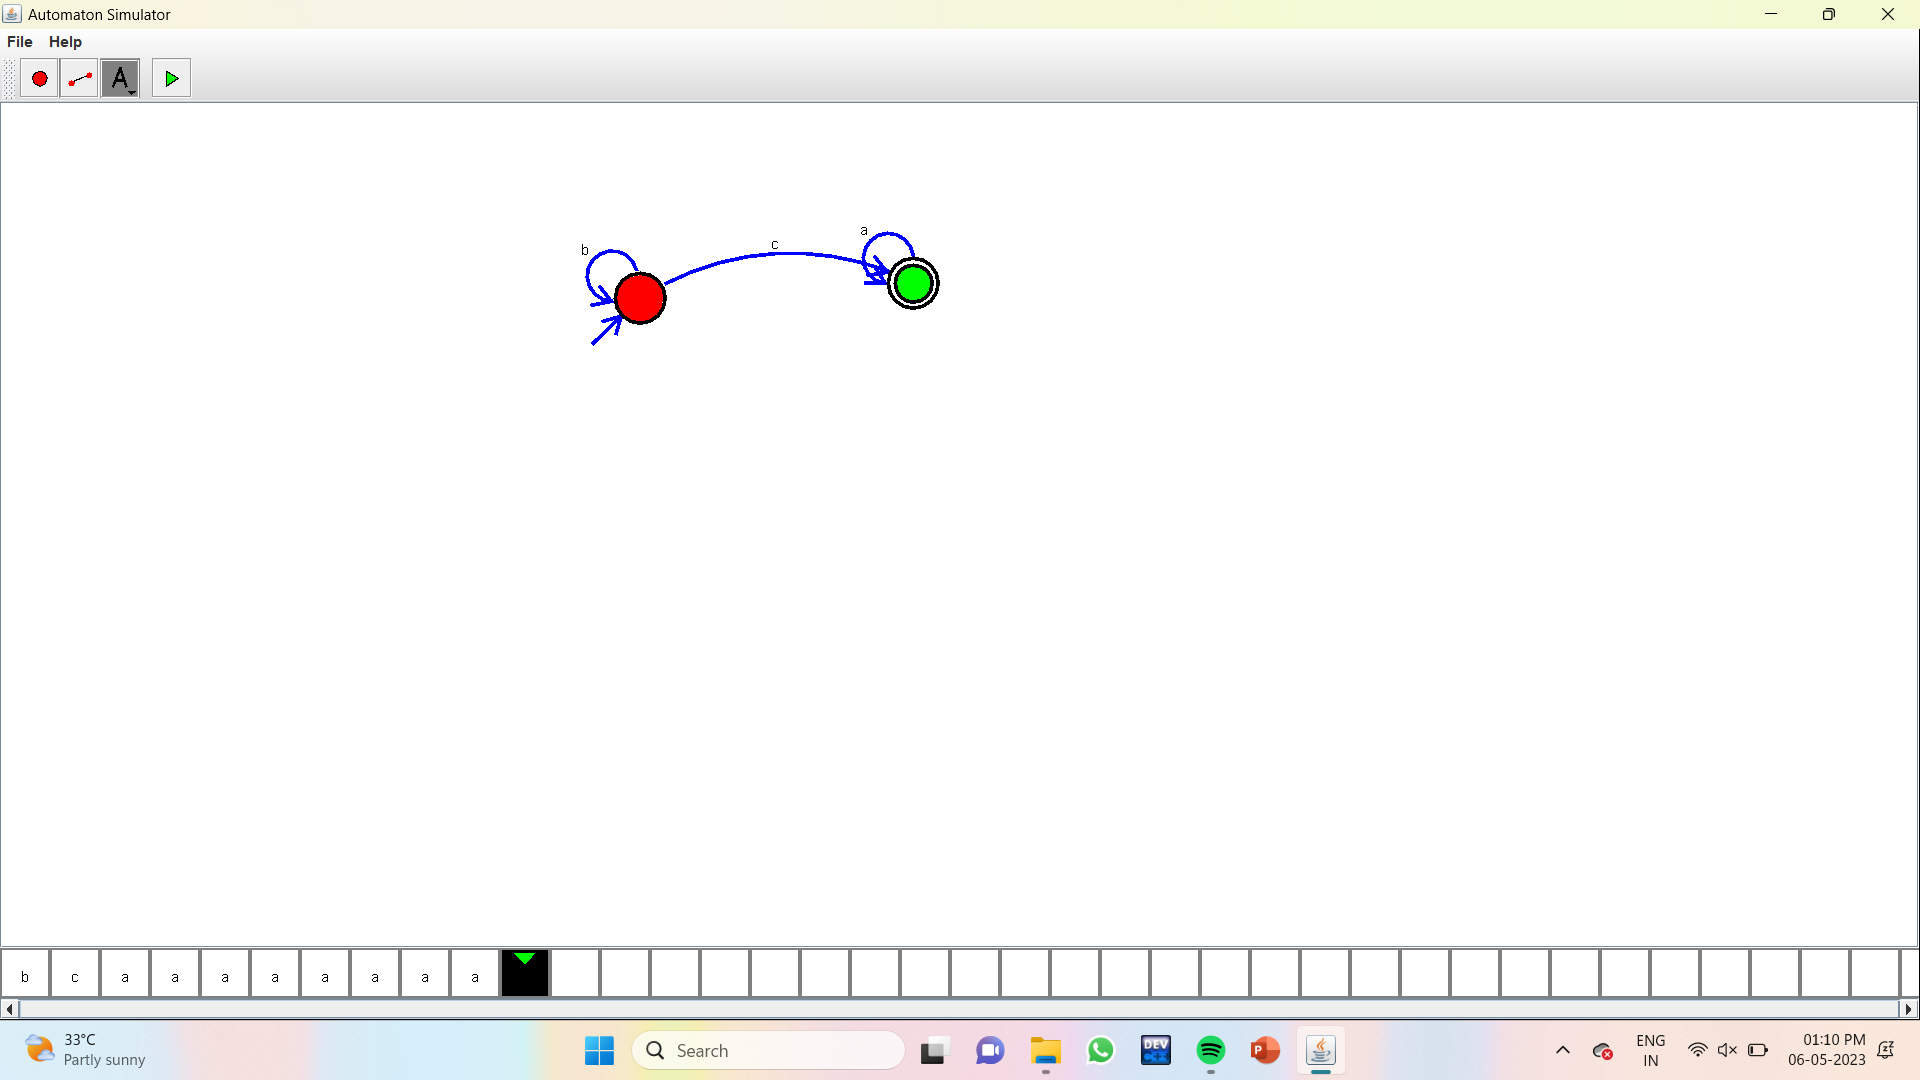 Automaton Simulator
File Help
A
a
b c
b c a a a a a a a a
33°C
Partly sunny
Search
DEV
C++
P
ENG
IN
01:10 PM
06-05-2023